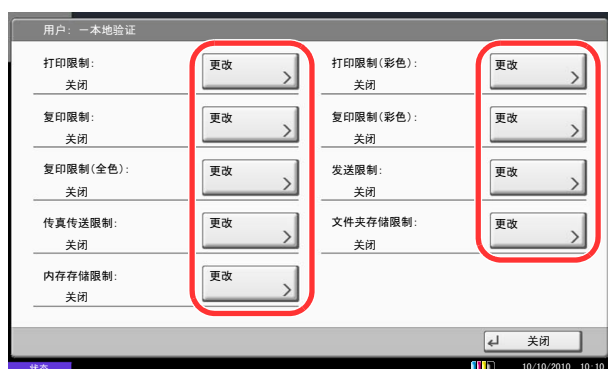 用户: 一本地验证
打印限制:
关闭
更改
打印限制(彩色):
关闭
更改
复印限制:
关闭
更改
复印限制(彩色):
关闭
更改
复印限制(全色):
关闭
更改
发送限制:
关闭
更改
传真传送限制:
关闭
更改
文件夹存储限制:
关闭
更改
内存存储限制:
关闭
更改
关闭
状态
10/10/2010 10:10